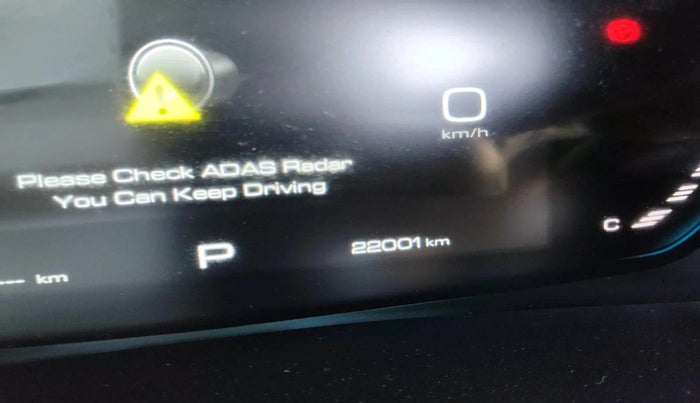 0
km/h
Please Check ADAS Radar
You Can Keep Driving
--- km
P
22001 km
C